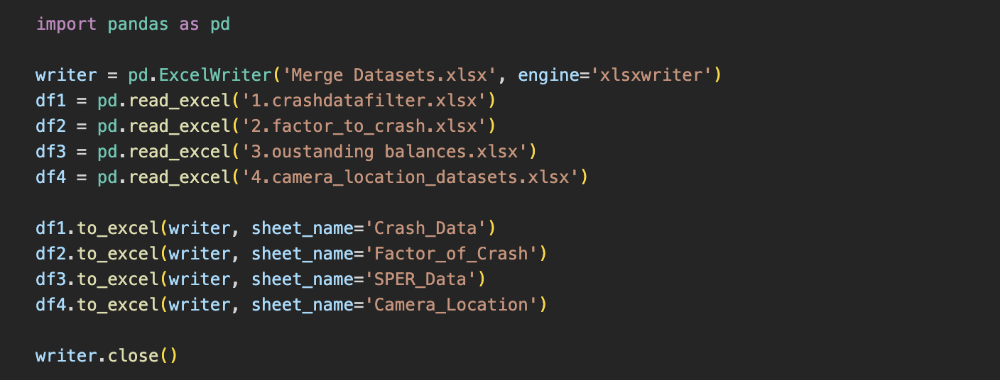 import pandas as pd
writer = pd.ExcelWriter('Merge Datasets.xlsx', engine='xlsxwriter')
df1 = pd.read_excel('1.crashdatafilter.xlsx')
df2 = pd.read_excel('2.factor_to_crash.xlsx')
df3 = pd.read_excel('3.oustanding balances.xlsx')
df4 = pd.read_excel('4.camera_location_datasets.xlsx')
df1.to_excel(writer, sheet_name='Crash_Data')
df2.to_excel(writer, sheet_name='Factor_of_Crash')
df3.to_excel(writer, sheet_name='SPER_Data')
df4.to_excel(writer, sheet_name='Camera_Location')
writer.close()